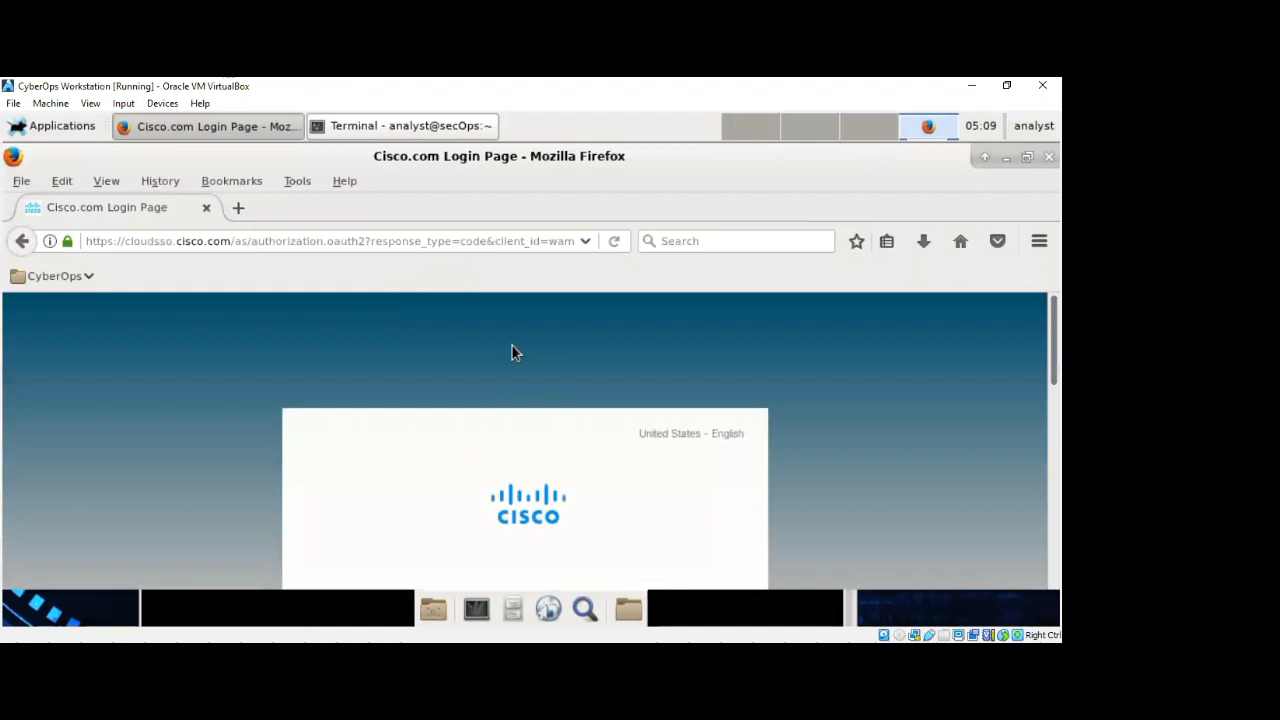 CyberOps Workstation [Running] - Oracle VM VirtualBox
File Machine View Input Devices Help
Applications Cisco.com Login Page - Moz... Terminal - analyst@secOps:~ 05:09 analyst
Cisco.com Login Page - Mozilla Firefox
File Edit View History Bookmarks Tools Help
Cisco.com Login Page
https://cloudsso.cisco.com/as/authorization.oauth2?response_type=code&client_id=wam Search
CyberOps
United States - English
CISCO
Right Ctrl